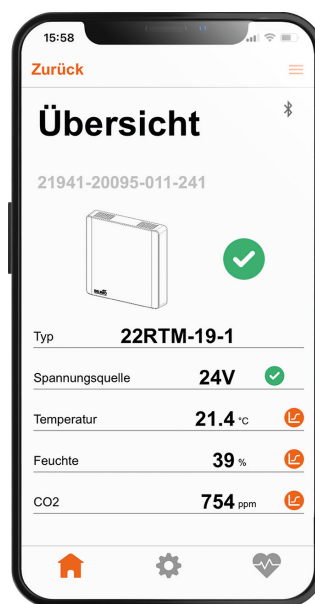 15:58
Zurück
Übersicht
21941-20095-011-241
Typ 22RTM-19-1
Spannungsquelle 24V
Temperatur 21.4 °C
Feuchte 39 %
CO2 754 ppm